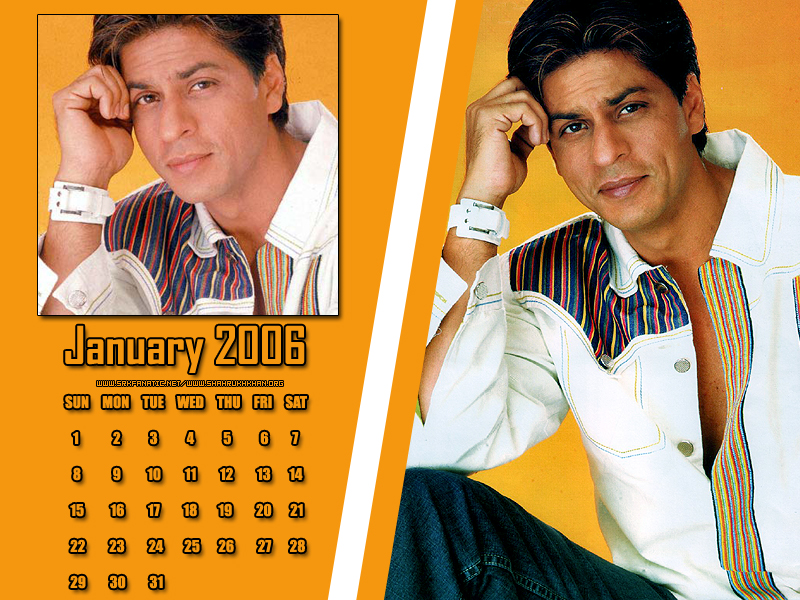 January 2006
WWW.SRKFANATIC.NET/WWW.SHAHRUKHKHAN.ORG
SUN MON TUE WED THU FRI SAT
1 2 3 4 5 6 7
8 9 10 11 12 13 14
15 16 17 18 19 20 21
22 23 24 25 26 27 28
29 30 31